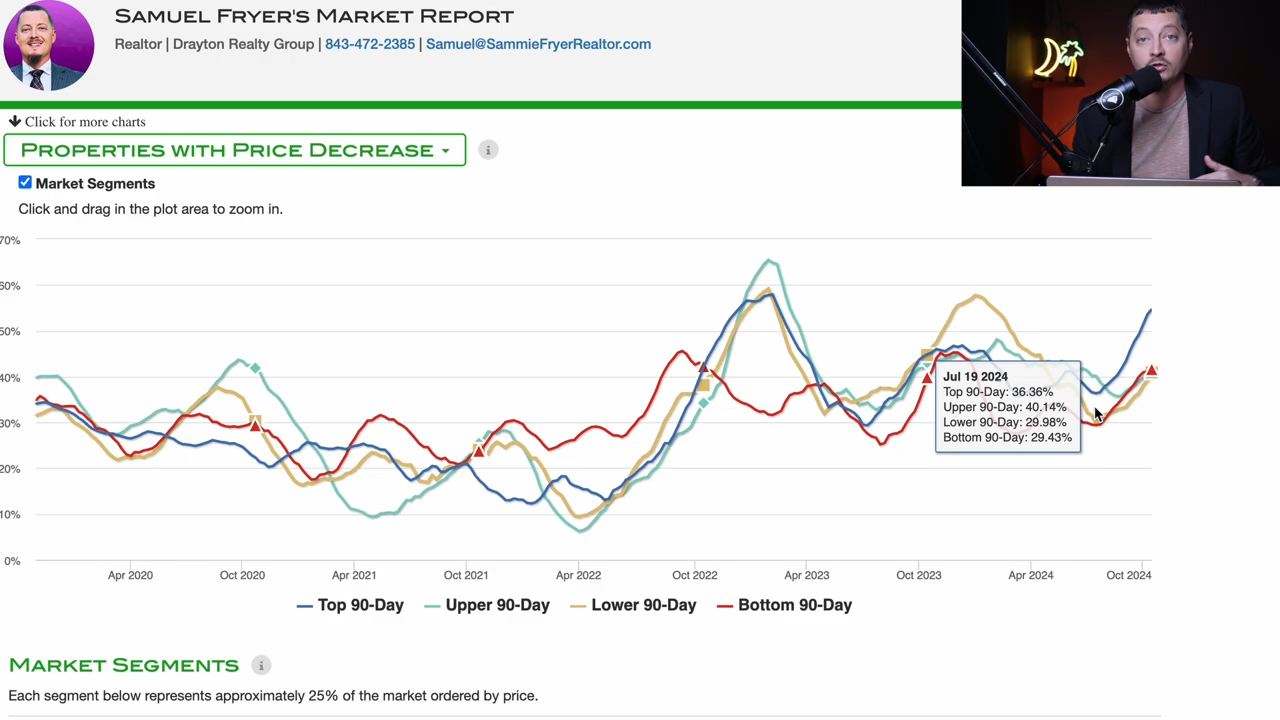 SAMUEL FRYER'S MARKET REPORT
Realtor | Drayton Realty Group | 843-472-2385 | Samuel@SammieFryerRealtor.com
Click for more charts
PROPERTIES WITH PRICE DECREASE
i
Market Segments
Click and drag in the plot area to zoom in.
70%
60%
50%
40%
30%
20%
10%
0%
Jul 19 2024
Top 90-Day: 36.36%
Upper 90-Day: 40.14%
Lower 90-Day: 29.98%
Bottom 90-Day: 29.43%
Apr 2020 Oct 2020 Apr 2021 Oct 2021 Apr 2022 Oct 2022 Apr 2023 Oct 2023 Apr 2024 Oct 2024
Top 90-Day Upper 90-Day Lower 90-Day Bottom 90-Day
MARKET SEGMENTS
i
Each segment below represents approximately 25% of the market ordered by price.